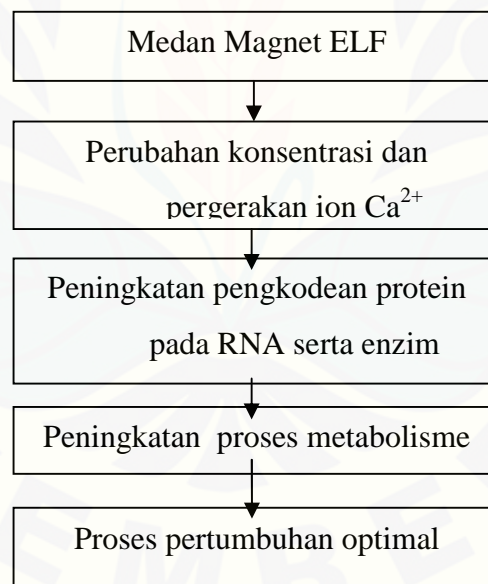 Medan Magnet ELF
Perubahan konsentrasi dan
pergerakan ion Ca²⁺
Peningkatan pengkodean protein
pada RNA serta enzim
Peningkatan proses metabolisme
Proses pertumbuhan optimal